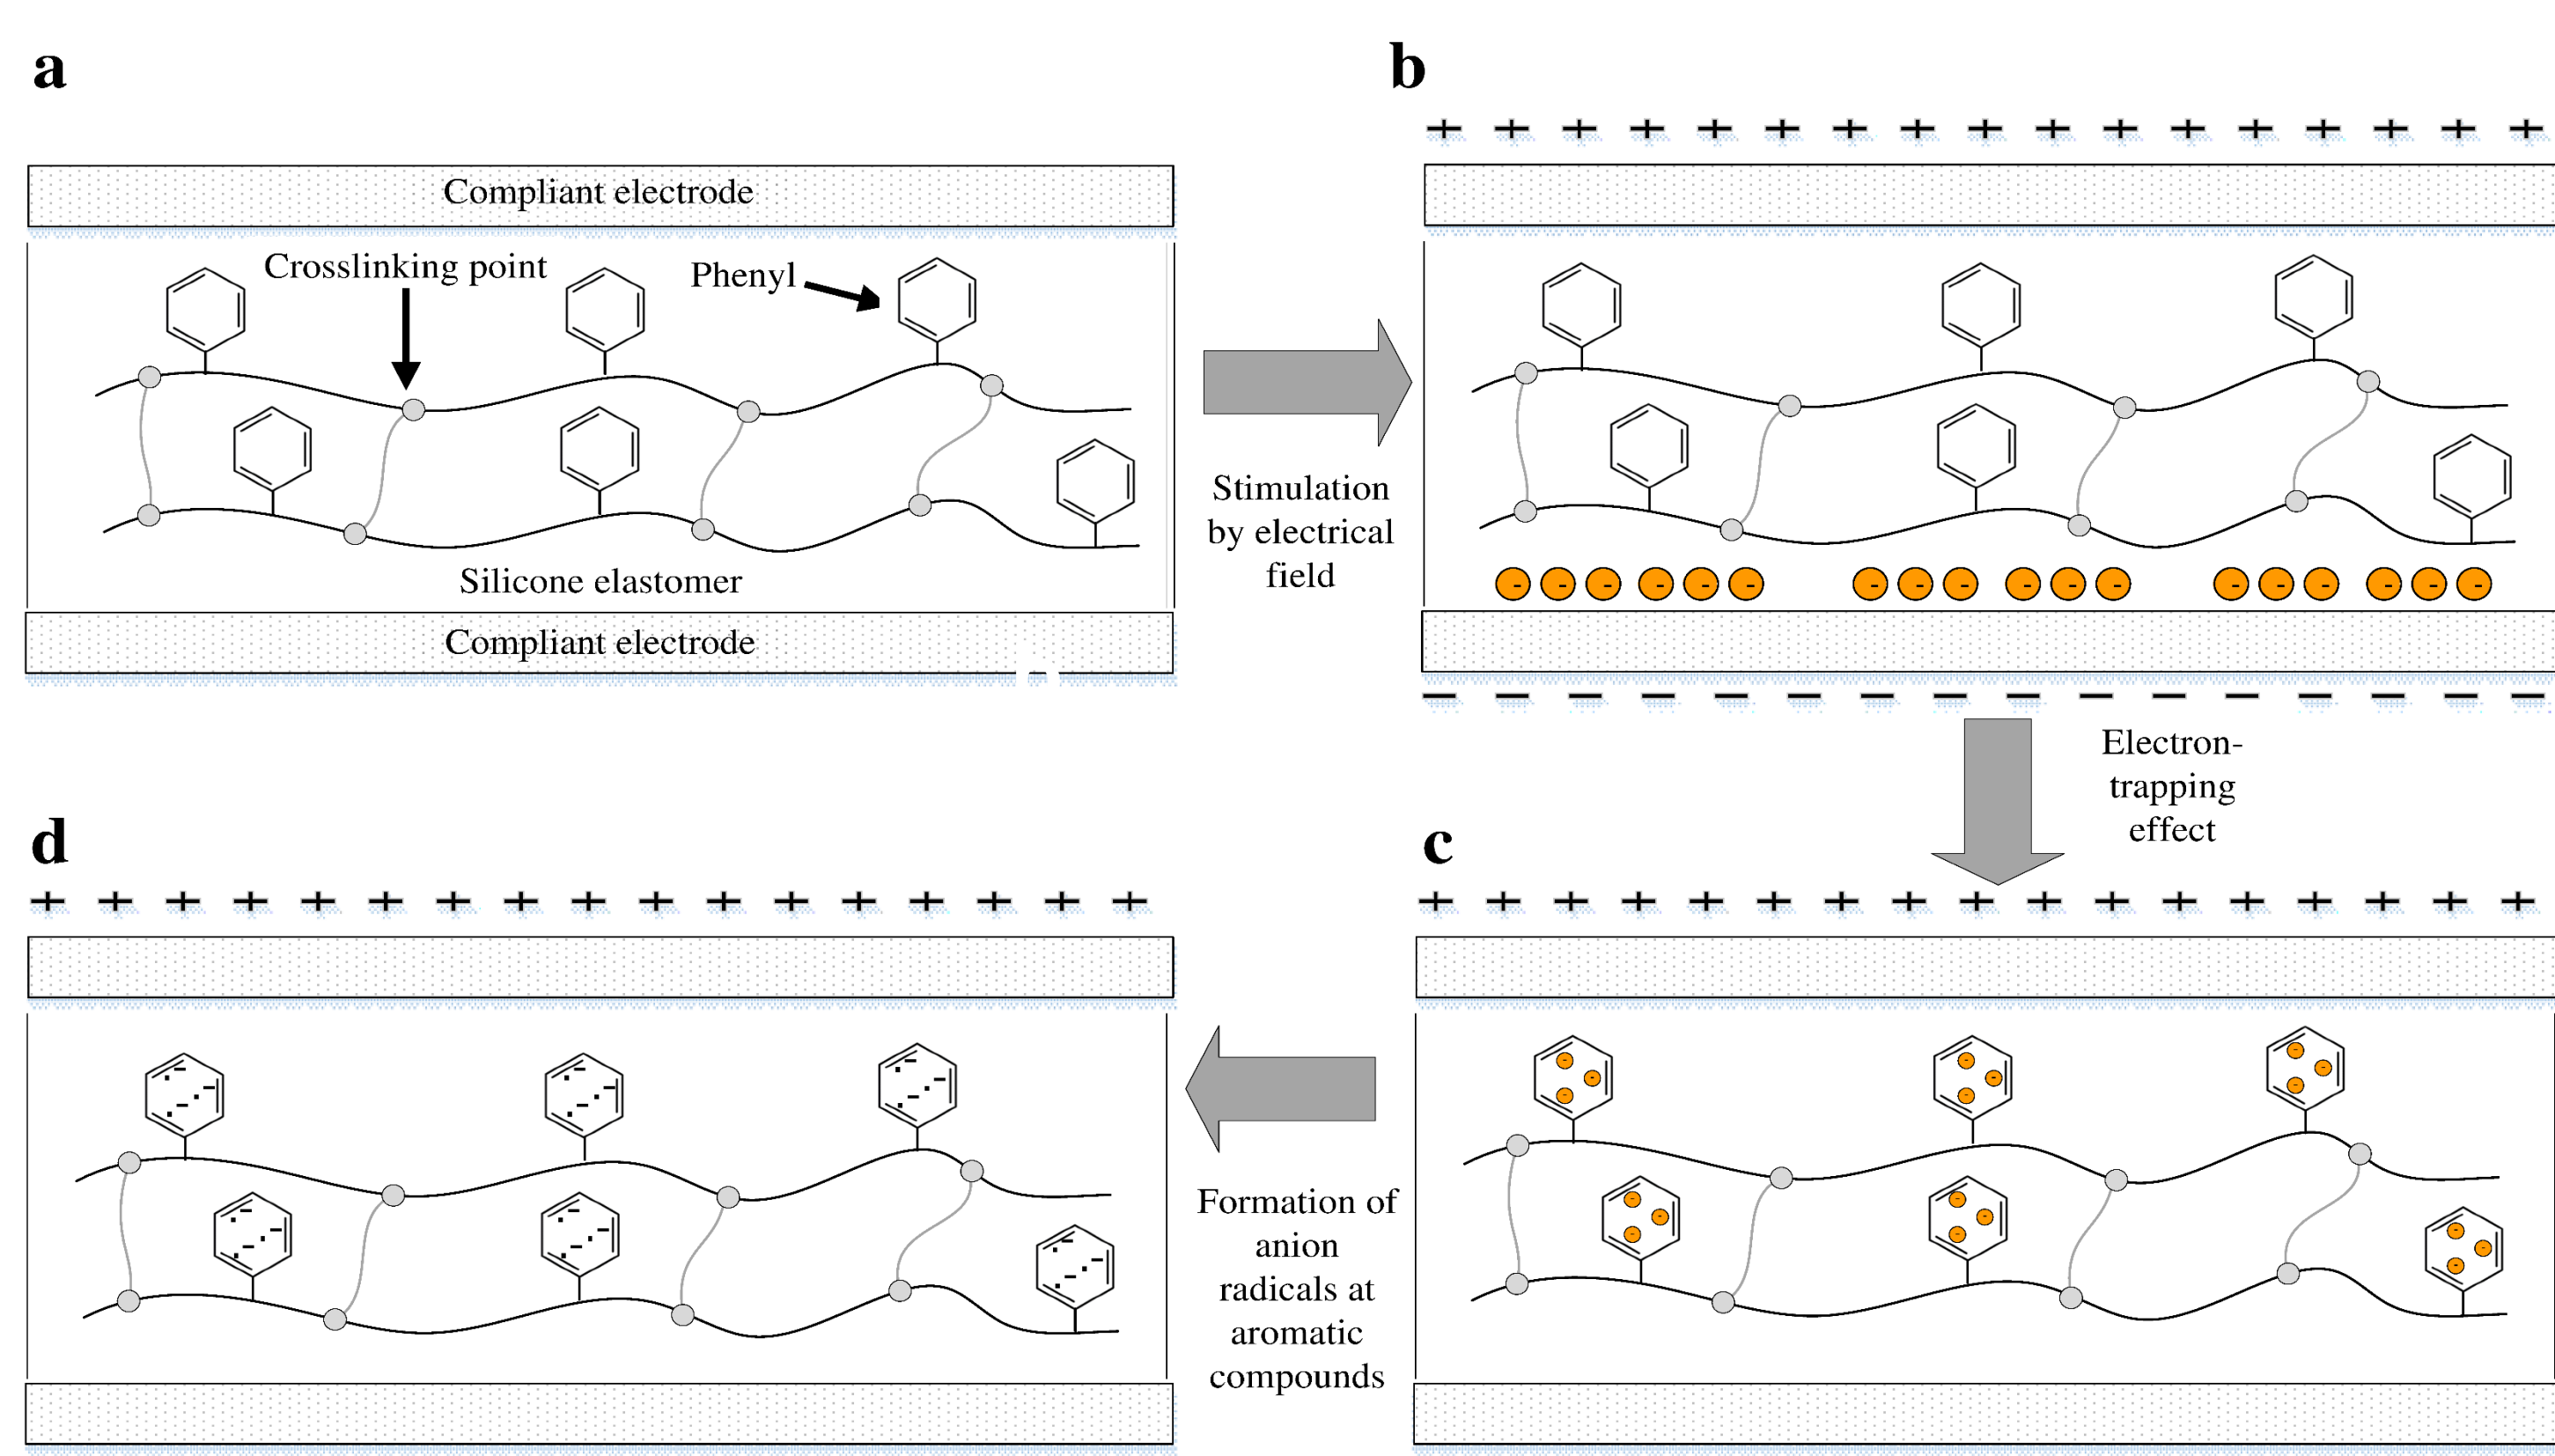 a
b
+ + + + + + + + + + + + + + + + +
Compliant electrode
Crosslinking point
Phenyl
Stimulation
by electrical
field
Silicone elastomer
- - - - - - - - - - - - - - - - - -
Compliant electrode
− − − − − − − − − − − − − − − −
Electron-
trapping
effect
d
c
+ + + + + + + + + + + + + + + + +
+ + + + + + + + + + + + + + + + +
Formation of
anion
radicals at
aromatic
compounds